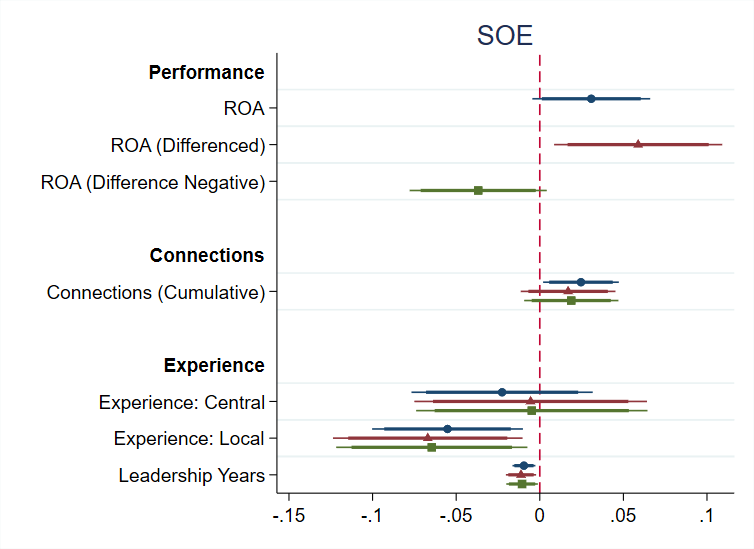 SOE
Performance
ROA
ROA (Differenced)
ROA (Difference Negative)
Connections
Connections (Cumulative)
Experience
Experience: Central
Experience: Local
Leadership Years
-.15 -.1 -.05 0 .05 .1